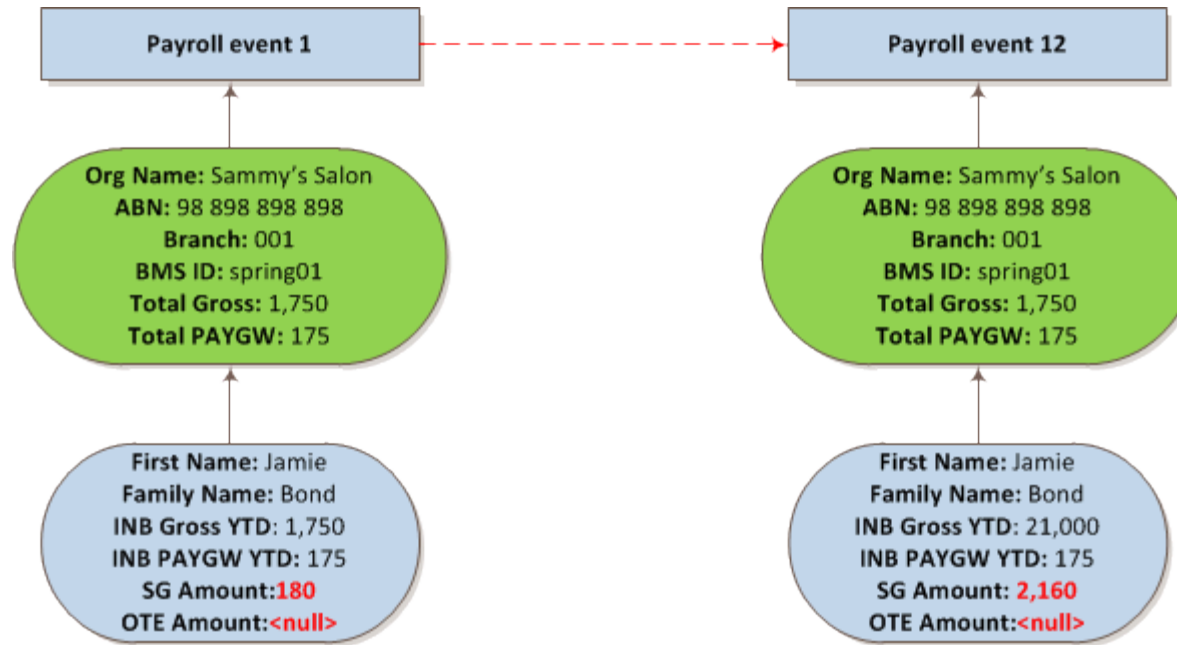 Payroll event 1
Payroll event 12
Org Name: Sammy's Salon
ABN: 98 898 898 898
Branch: 001
BMS ID: spring01
Total Gross: 1,750
Total PAYGW: 175
Org Name: Sammy's Salon
ABN: 98 898 898 898
Branch: 001
BMS ID: spring01
Total Gross: 1,750
Total PAYGW: 175
First Name: Jamie
Family Name: Bond
INB Gross YTD: 1,750
INB PAYGW YTD: 175
SG Amount:180
OTE Amount:<null>
First Name: Jamie
Family Name: Bond
INB Gross YTD: 21,000
INB PAYGW YTD: 175
SG Amount: 2,160
OTE Amount:<null>